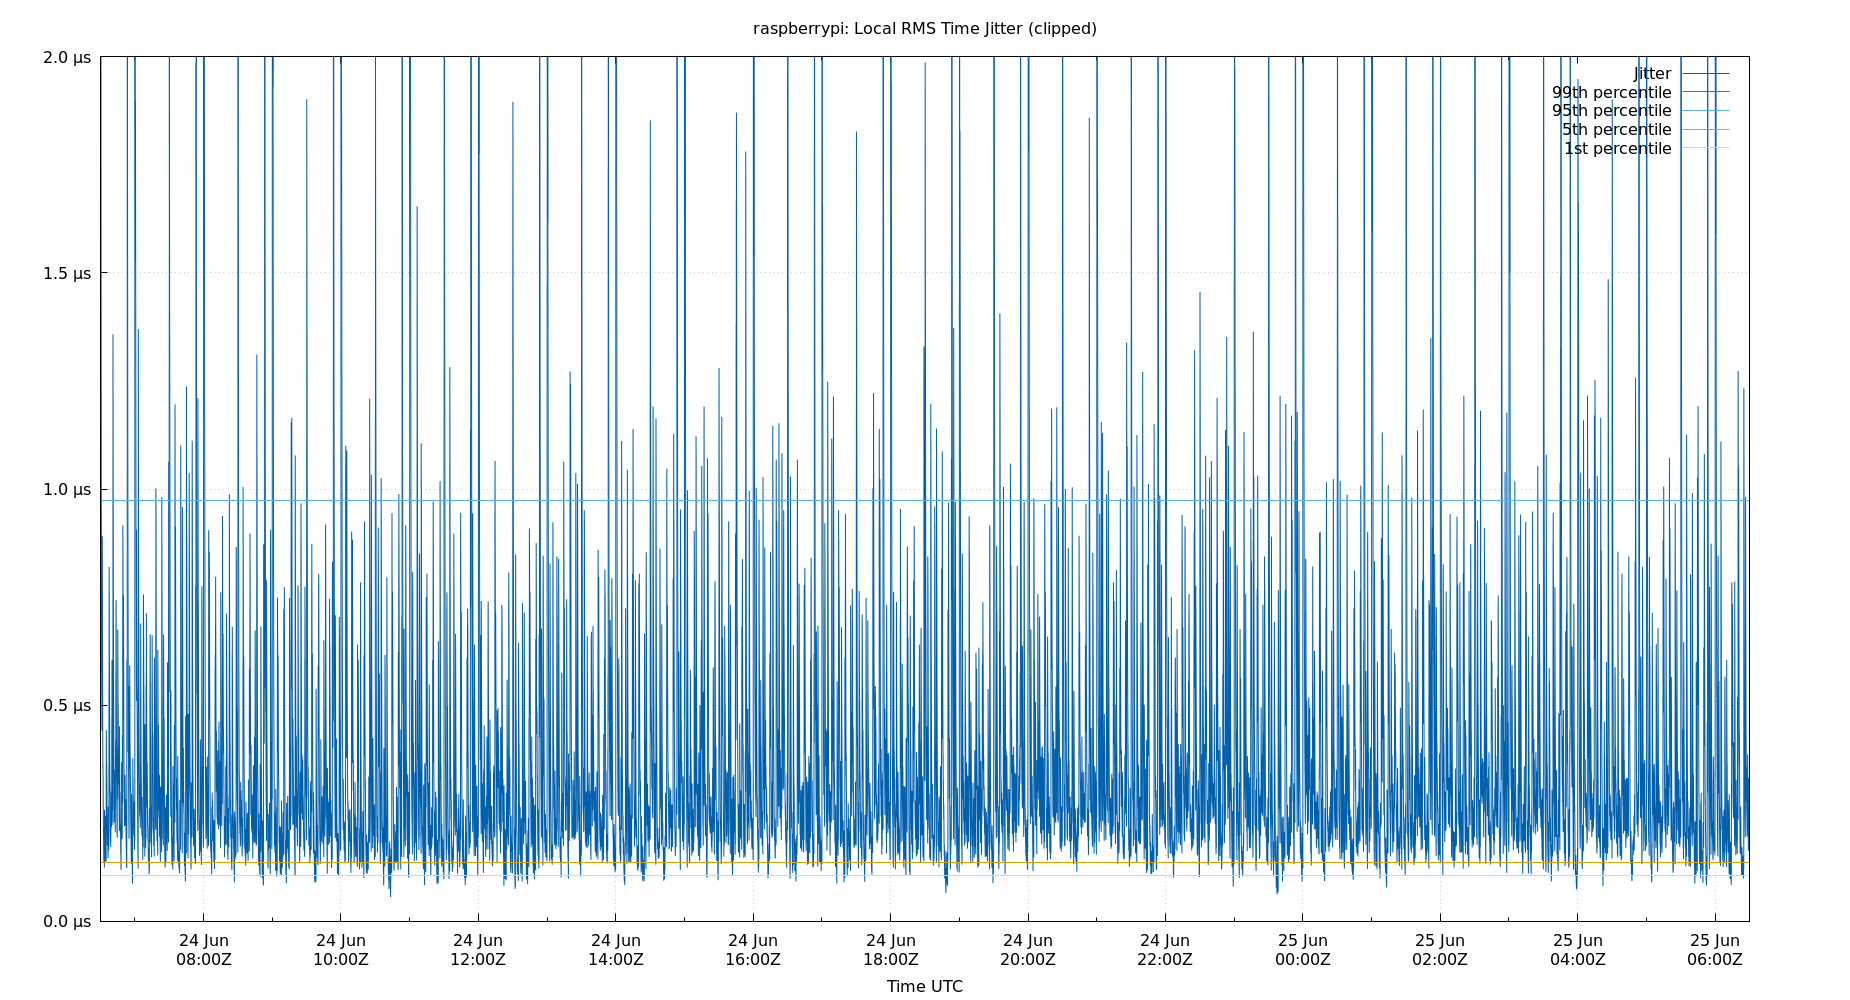 raspberrypi: Local RMS Time Jitter (clipped)
2.0 µs
1.5 µs
1.0 µs
0.5 µs
0.0 µs
Jitter
99th percentile
95th percentile
5th percentile
1st percentile
24 Jun 24 Jun 24 Jun 24 Jun 24 Jun 24 Jun 24 Jun 24 Jun 25 Jun 25 Jun 25 Jun 25 Jun
08:00Z 10:00Z 12:00Z 14:00Z 16:00Z 18:00Z 20:00Z 22:00Z 00:00Z 02:00Z 04:00Z 06:00Z
Time UTC